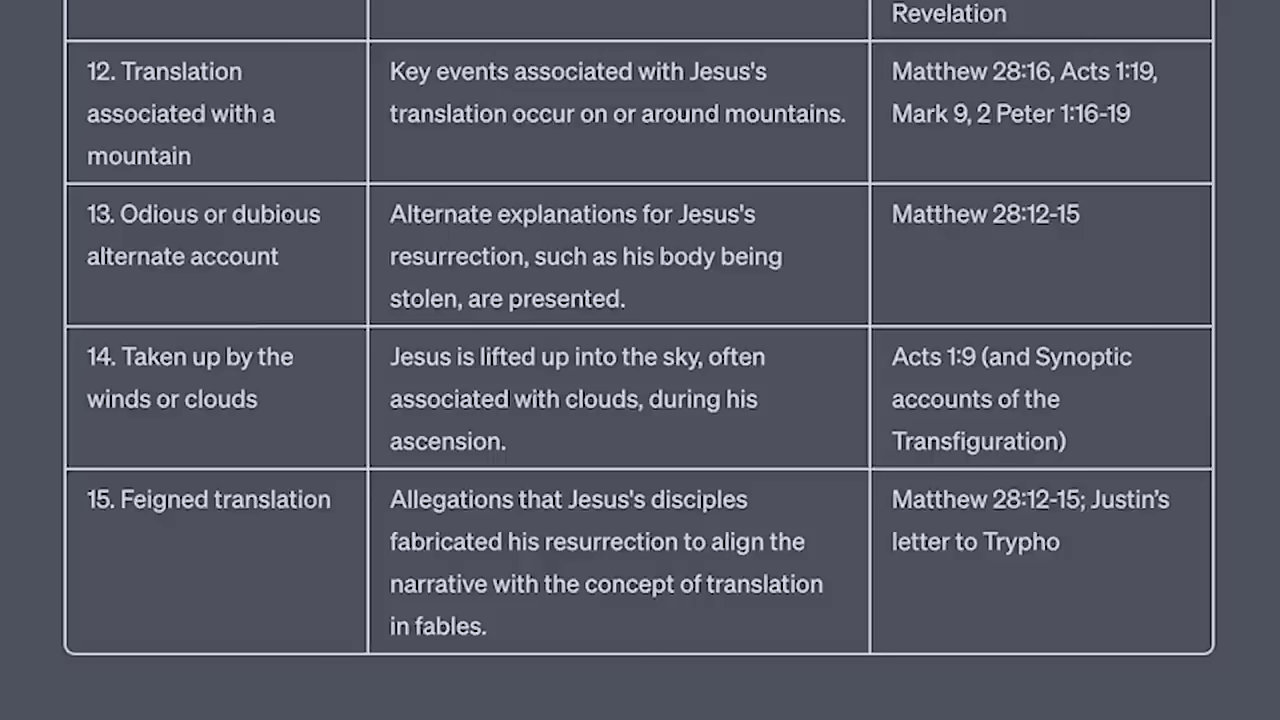 Revelation
12. Translation
associated with a
mountain
Key events associated with Jesus's
translation occur on or around mountains.
Matthew 28:16, Acts 1:19,
Mark 9, 2 Peter 1:16-19
13. Odious or dubious
alternate account
Alternate explanations for Jesus's
resurrection, such as his body being
stolen, are presented.
Matthew 28:12-15
14. Taken up by the
winds or clouds
Jesus is lifted up into the sky, often
associated with clouds, during his
ascension.
Acts 1:9 (and Synoptic
accounts of the
Transfiguration)
15. Feigned translation
Allegations that Jesus's disciples
fabricated his resurrection to align the
narrative with the concept of translation
in fables.
Matthew 28:12-15; Justin’s
letter to Trypho